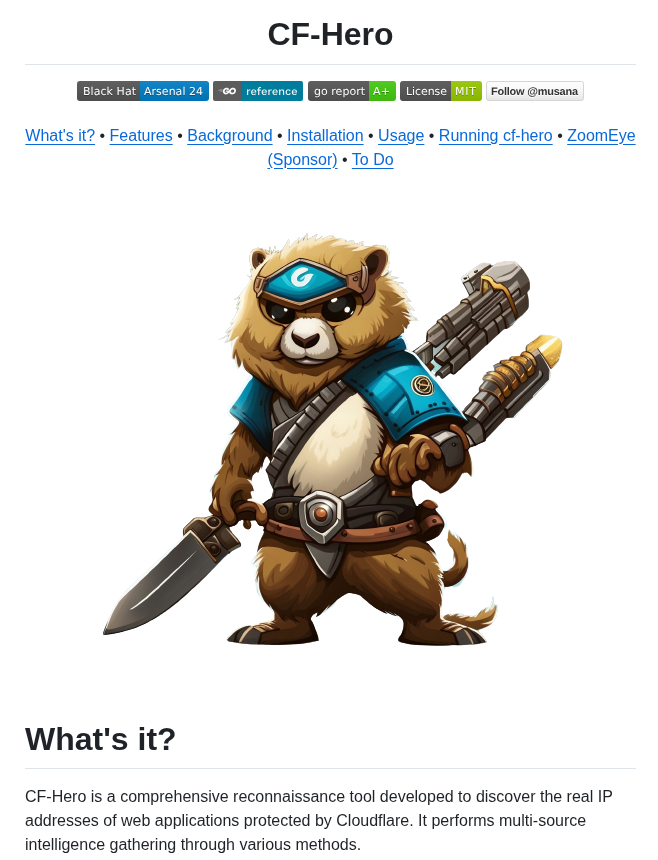 CF-Hero
Black Hat Arsenal 24 GO reference go report A+ License MIT Follow @musana
What's it? • Features • Background • Installation • Usage • Running cf-hero • ZoomEye
(Sponsor) • To Do
What's it?
CF-Hero is a comprehensive reconnaissance tool developed to discover the real IP
addresses of web applications protected by Cloudflare. It performs multi-source
intelligence gathering through various methods.